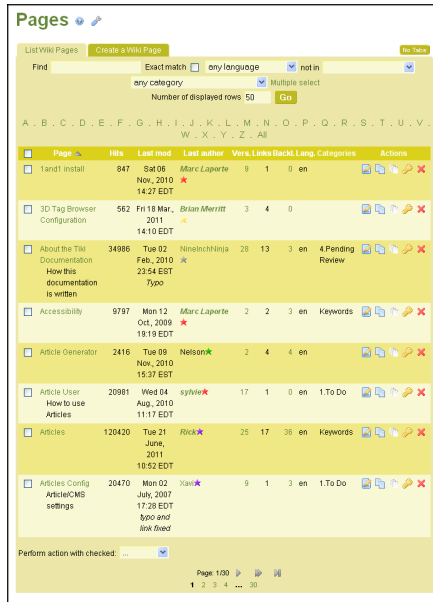 Pages
List Wiki Pages Create a Wiki Page No Tabs
Find Exact match any language not in
any category Multiple select
Number of displayed rows 50 Go
A . B . C . D . E . F . G . H . I . J . K . L . M . N . O . P . Q . R . S . T . U . V .
W . X . Y . Z . All
Page Hits Last mod Last author Vers. Links Backl. Lang. Categories Actions
1and1 install 847 Sat 06 Marc Laporte 9 1 0 en
Nov., 2010
14:27 EDT
3D Tag Browser 562 Fri 18 Mar., Brian Merritt 3 4 0
Configuration 2011
14:10 EDT
About the Tiki 34986 Tue 02 NineInchNinja 28 13 3 en 4.Pending
Documentation Feb., 2010 Review
How this 23:54 EST
documentation Typo
is written
Accessibility 9797 Mon 12 Marc Laporte 2 2 3 en Keywords
Oct., 2009
19:19 EDT
Article Generator 2416 Tue 09 Nelson 2 4 4 en
Nov., 2010
15:37 EST
Article User 20981 Wed 04 sylvie 17 1 0 en 1.To Do
How to use Aug., 2010
Articles 11:17 EDT
Articles 120420 Tue 21 Rick 25 17 36 en Keywords
June,
2011
10:52 EDT
Articles Config 20470 Mon 02 Xavi 9 1 3 en 1.To Do
Article/CMS July, 2007
settings 17:28 EDT
typo and
link fixed
Perform action with checked: ...
Page: 1/30
1 2 3 4 ... 30